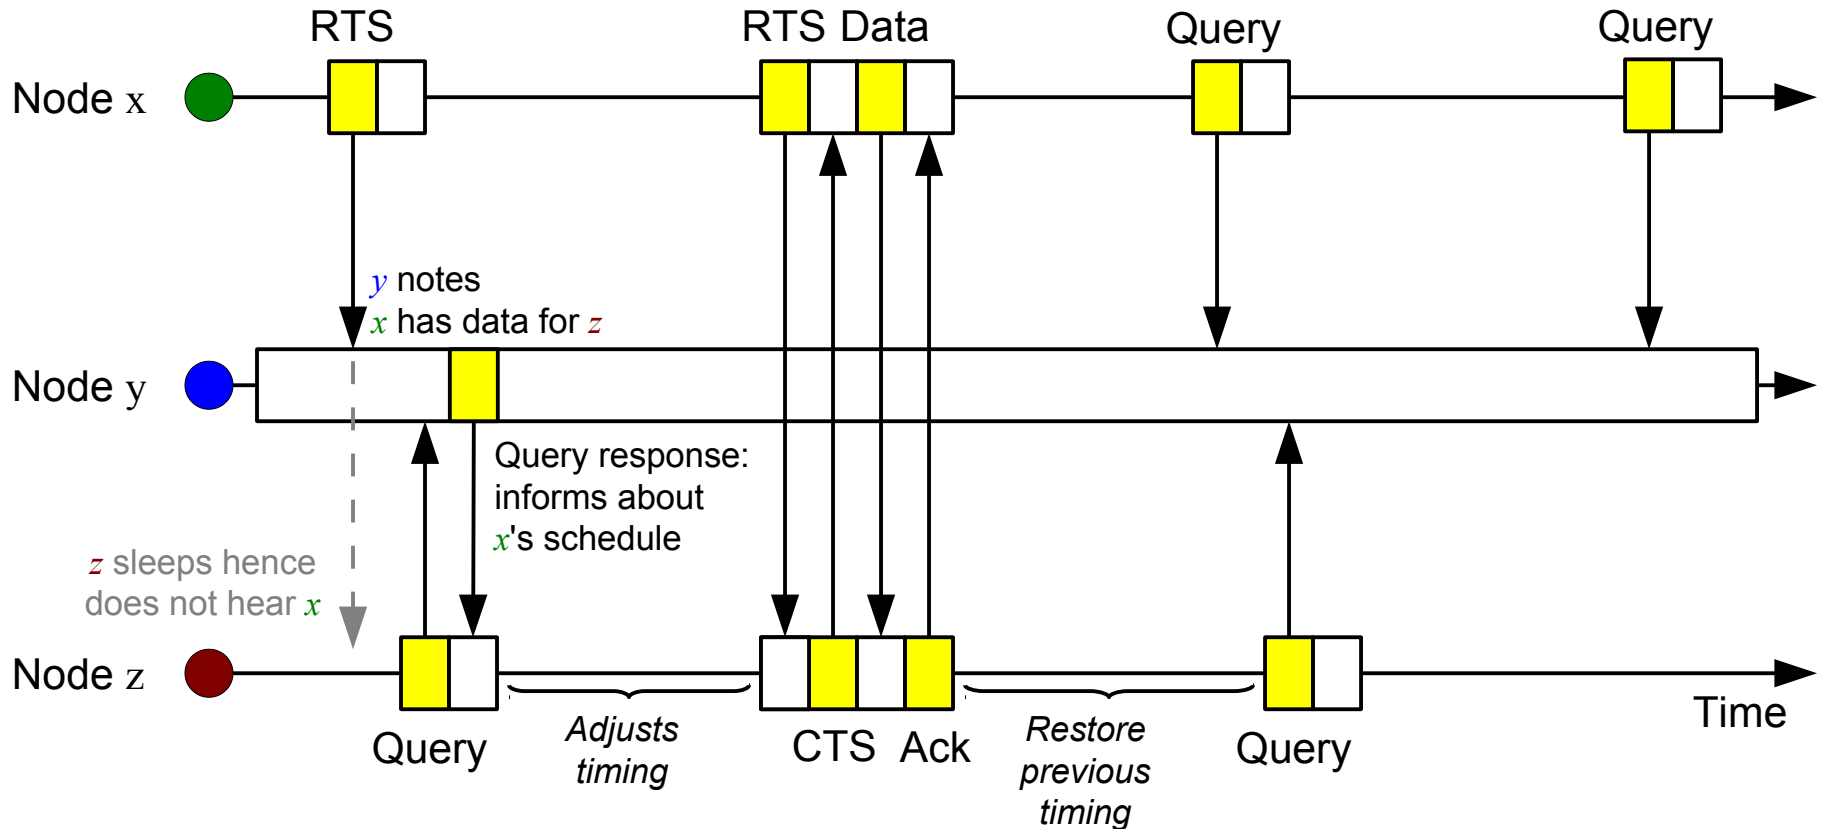 RTS
RTS Data
Query
Query
Node x
y notes
x has data for z
Node y
Query response:
informs about
x's schedule
z sleeps hence
does not hear x
Node z
Time
Query
Adjusts
timing
CTS
Ack
Restore
previous
timing
Query